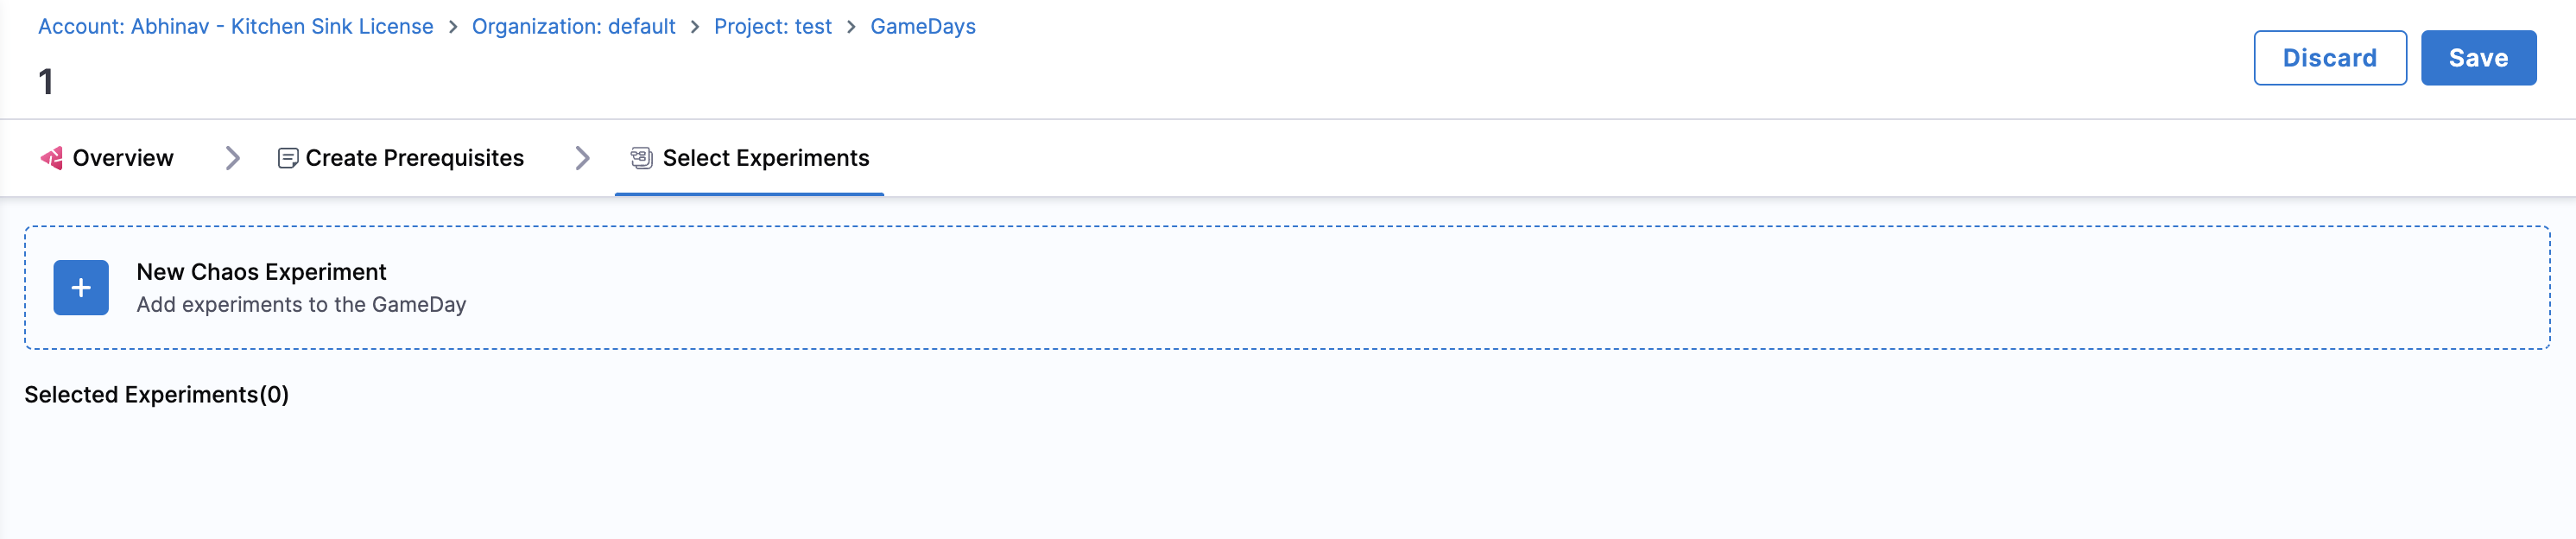 Account: Abhinav - Kitchen Sink License > Organization: default > Project: test > GameDays
1
Discard
Save
Overview > Create Prerequisites > Select Experiments
+
New Chaos Experiment
Add experiments to the GameDay
Selected Experiments(0)